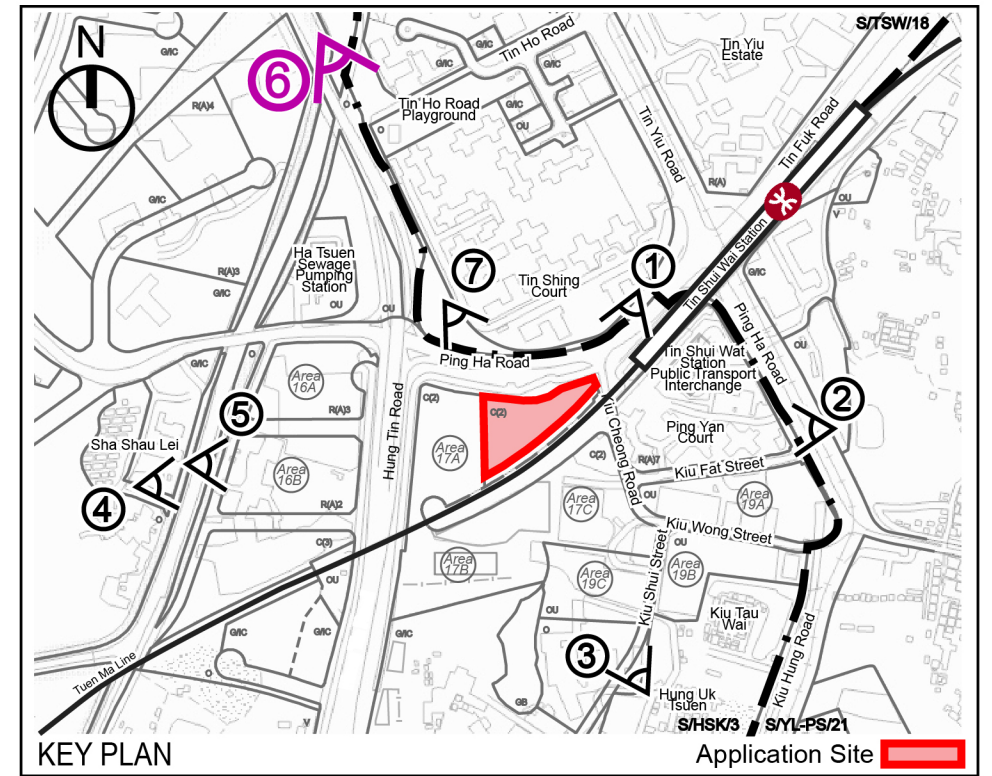 S/TSW/18
N
G/IC
Tin Ho Road
G/IC
Tin Yiu
Estate
6
G/IC
G/IC
R(A)4
Tin Ho Road
Playground
G/IC
OU
Tin Yiu Road
Tin Fuk Road
G/IC
R(A)
OU
V
G/IC
Tin Shui Wai Station
Ha Tsuen
Sewage
Pumping
Station
OU
R(A)3
G/IC
OU
7
Tin Shing
Court
1
Ping Ha Road
OU
Ping Ha Road
Tin Shui Wat
Station
Public Transport
Interchange
G/IC
O
Area
16A
R(A)3
C(2)
C(2)
Hung Tin Road
Kiu Cheong Road
Ping Yan
Court
2
5
Sha Shau Lei
Area
17A
C(2)
R(A)7
Kiu Fat Street
OU
Area
16B
R(A)2
4
O
Area
17C
Area
19A
Kiu Wong Street
C(3)
OU
OU
Area
17B
Area
19C
Area
19B
Kiu Shui Street
OU
O
Kiu Tau
Wai
G/IC
G/IC
G/IC
3
Kiu Hung Road
Tuen Ma Line
Hung Uk
Tsuen
GB
V
S/HSK/3
S/YL-PS/21
KEY PLAN
Application Site